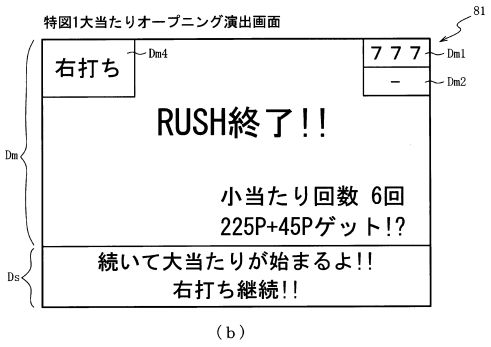 特図1大当たりオープニング演出画面
81
右打ち
Dm4
7 7 7
Dm1
－
Dm2
RUSH終了!!
Dm
小当たり回数 6回
225P+45Pゲット!?
Ds
続いて大当たりが始まるよ!!
右打ち継続!!
(b)